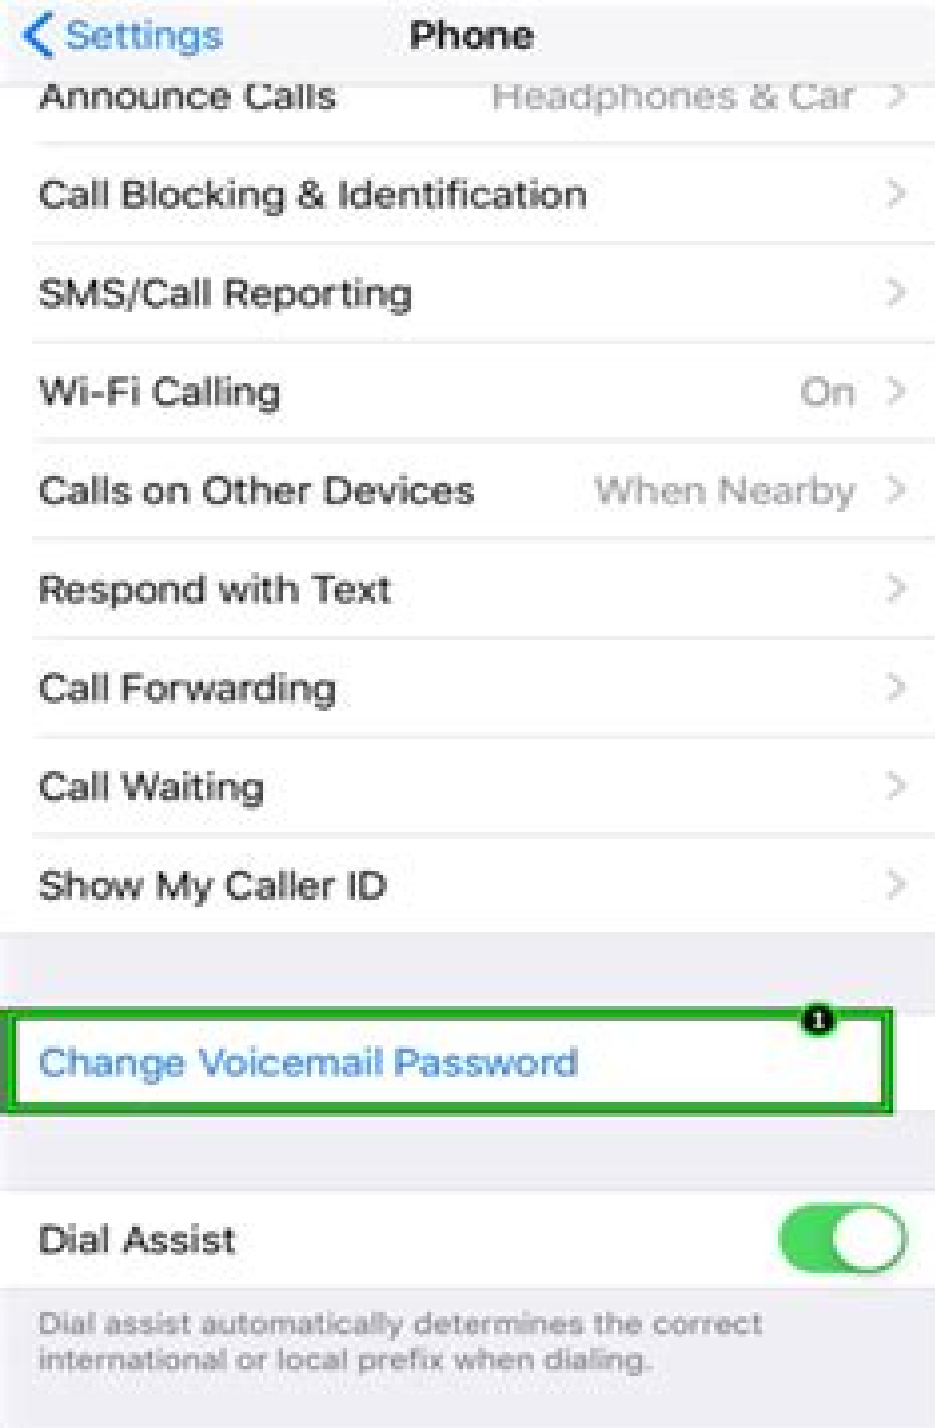 Settings Phone
Announce Calls Headphones & Car
Call Blocking & Identification
SMS/Call Reporting
Wi-Fi Calling On
Calls on Other Devices When Nearby
Respond with Text
Call Forwarding
Call Waiting
Show My Caller ID
1
Change Voicemail Password
Dial Assist
Dial assist automatically determines the correct
international or local prefix when dialing.